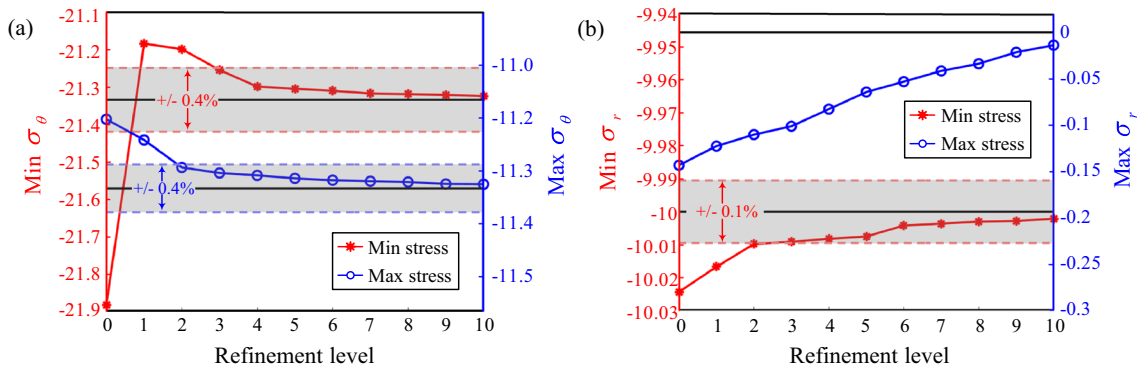 (a)
-21.1
-21.2
-21.3
-21.4
-21.5
-21.6
-21.7
-21.8
-21.9
Min σθ
+/- 0.4%
+/- 0.4%
Min stress
Max stress
-11.0
-11.2
-11.3
-11.3
-11.5
Max σθ
0 1 2 3 4 5 6 7 8 9 10
Refinement level
(b)
-9.94
-9.95
-9.96
-9.97
-9.98
-9.99
-10
-10.01
-10.02
-10.03
Min σr
+/- 0.1%
Min stress
Max stress
0
-0.05
-0.1
-0.15
-0.2
-0.25
-0.3
Max σr
0 1 2 3 4 5 6 7 8 9 10
Refinement level